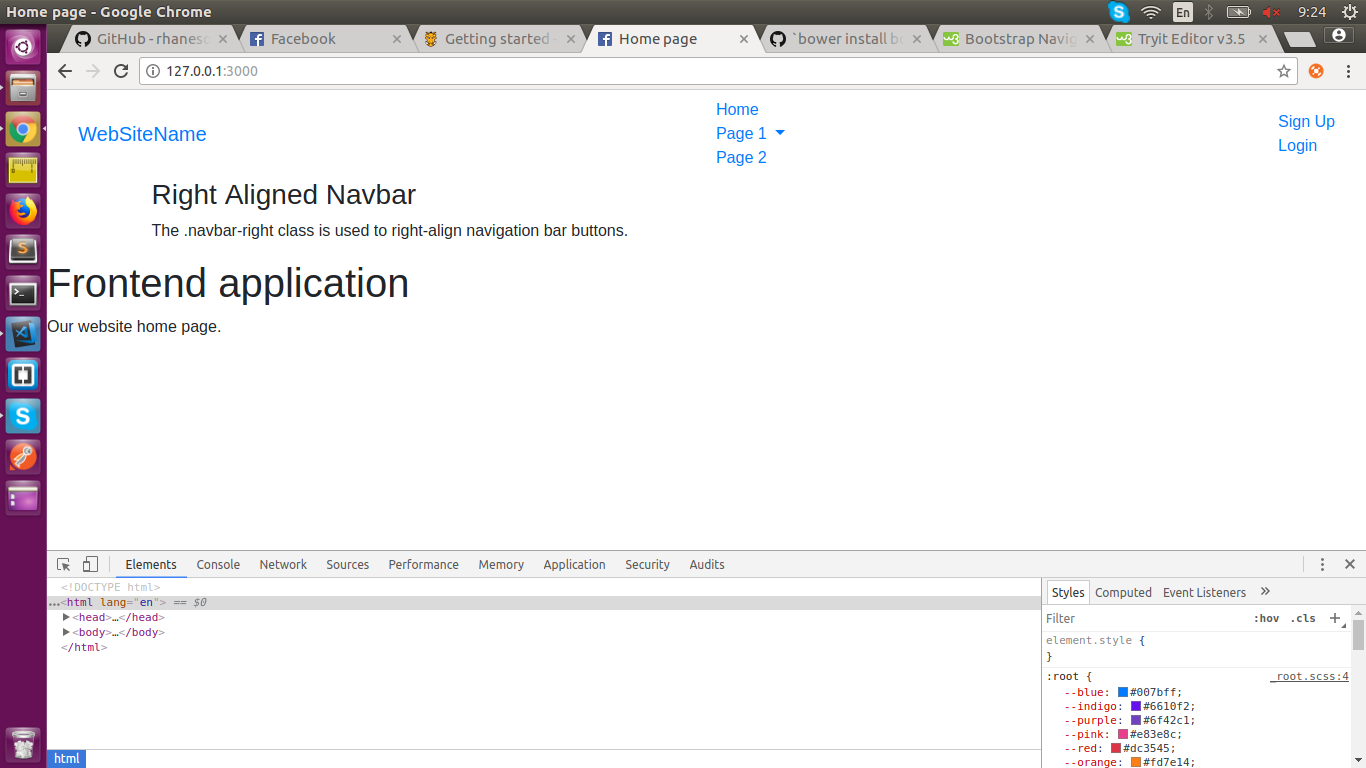 Home page - Google Chrome
En
9:24
GitHub - rhanesc
Facebook
Getting started -
Home page
`bower install bo
Bootstrap Navig
Tryit Editor v3.5
127.0.0.1:3000
WebSiteName
Home
Page 1
Page 2
Sign Up
Login
Right Aligned Navbar
The .navbar-right class is used to right-align navigation bar buttons.
Frontend application
Our website home page.
Elements Console Network Sources Performance Memory Application Security Audits
<!DOCTYPE html>
…<html lang="en"> == $0
<head>…</head>
<body>…</body>
</html>
html
Styles Computed Event Listeners »
Filter :hov .cls +
element.style {
}
:root { _root.scss:4
--blue: #007bff;
--indigo: #6610f2;
--purple: #6f42c1;
--pink: #e83e8c;
--red: #dc3545;
--orange: #fd7e14;